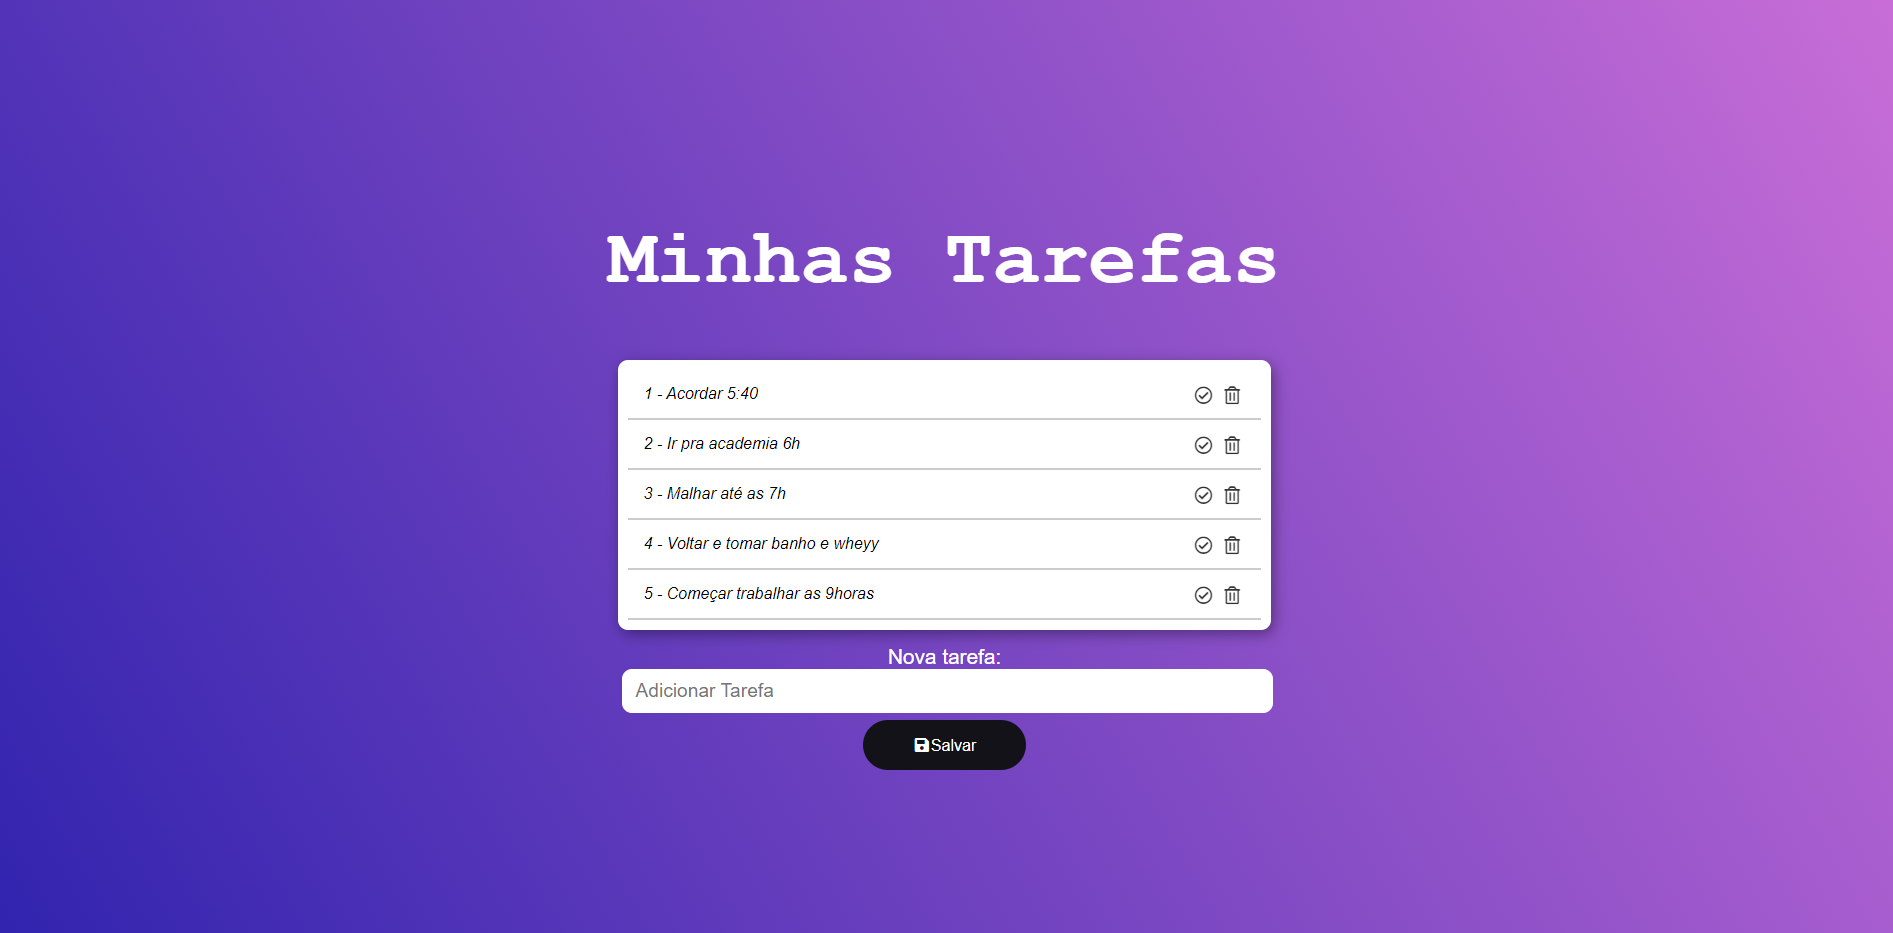 Minhas Tarefas
1 - Acordar 5:40
2 - Ir pra academia 6h
3 - Malhar até as 7h
4 - Voltar e tomar banho e wheyy
5 - Começar trabalhar as 9horas
Nova tarefa:
Adicionar Tarefa
Salvar